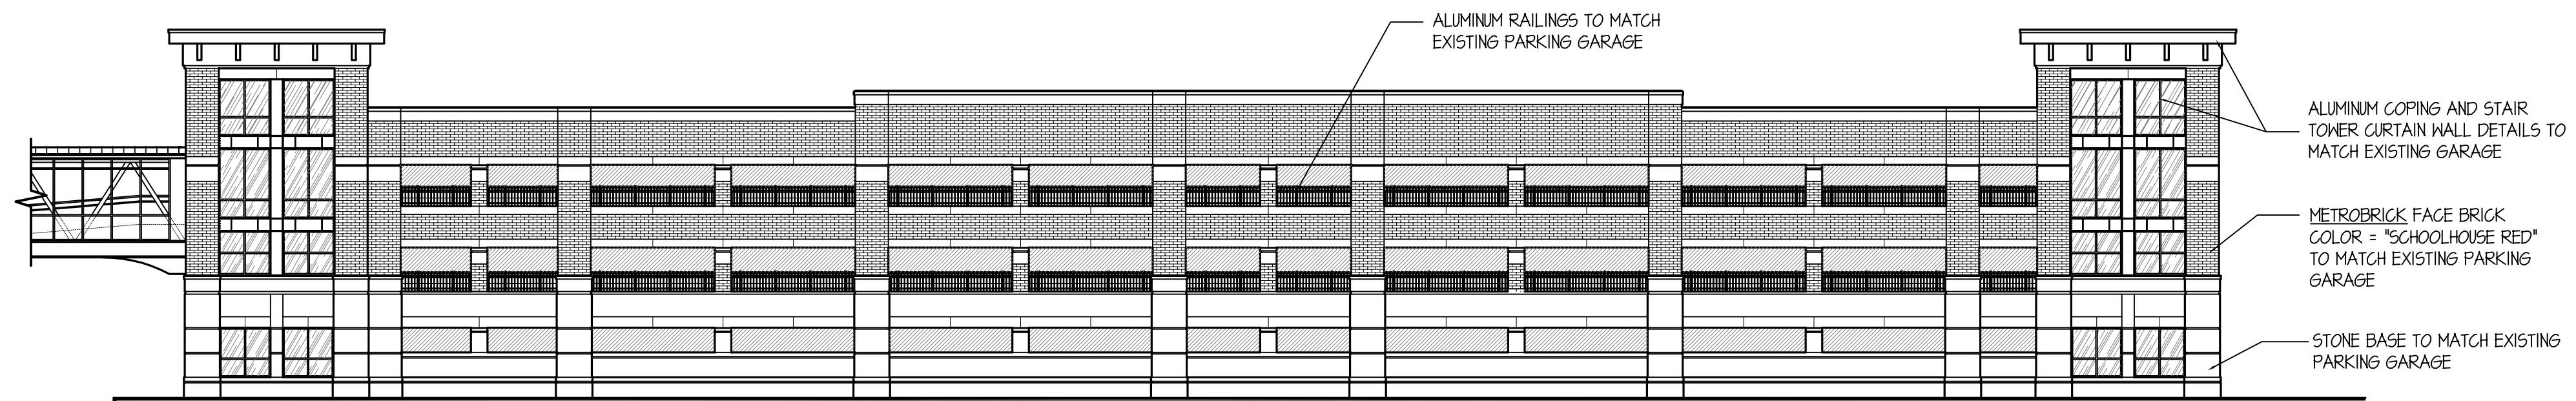 ALUMINUM RAILINGS TO MATCH
EXISTING PARKING GARAGE
ALUMINUM COPING AND STAIR
TOWER CURTAIN WALL DETAILS TO
MATCH EXISTING GARAGE
METROBRICK FACE BRICK
COLOR = "SCHOOLHOUSE RED"
TO MATCH EXISTING PARKING
GARAGE
STONE BASE TO MATCH EXISTING
PARKING GARAGE